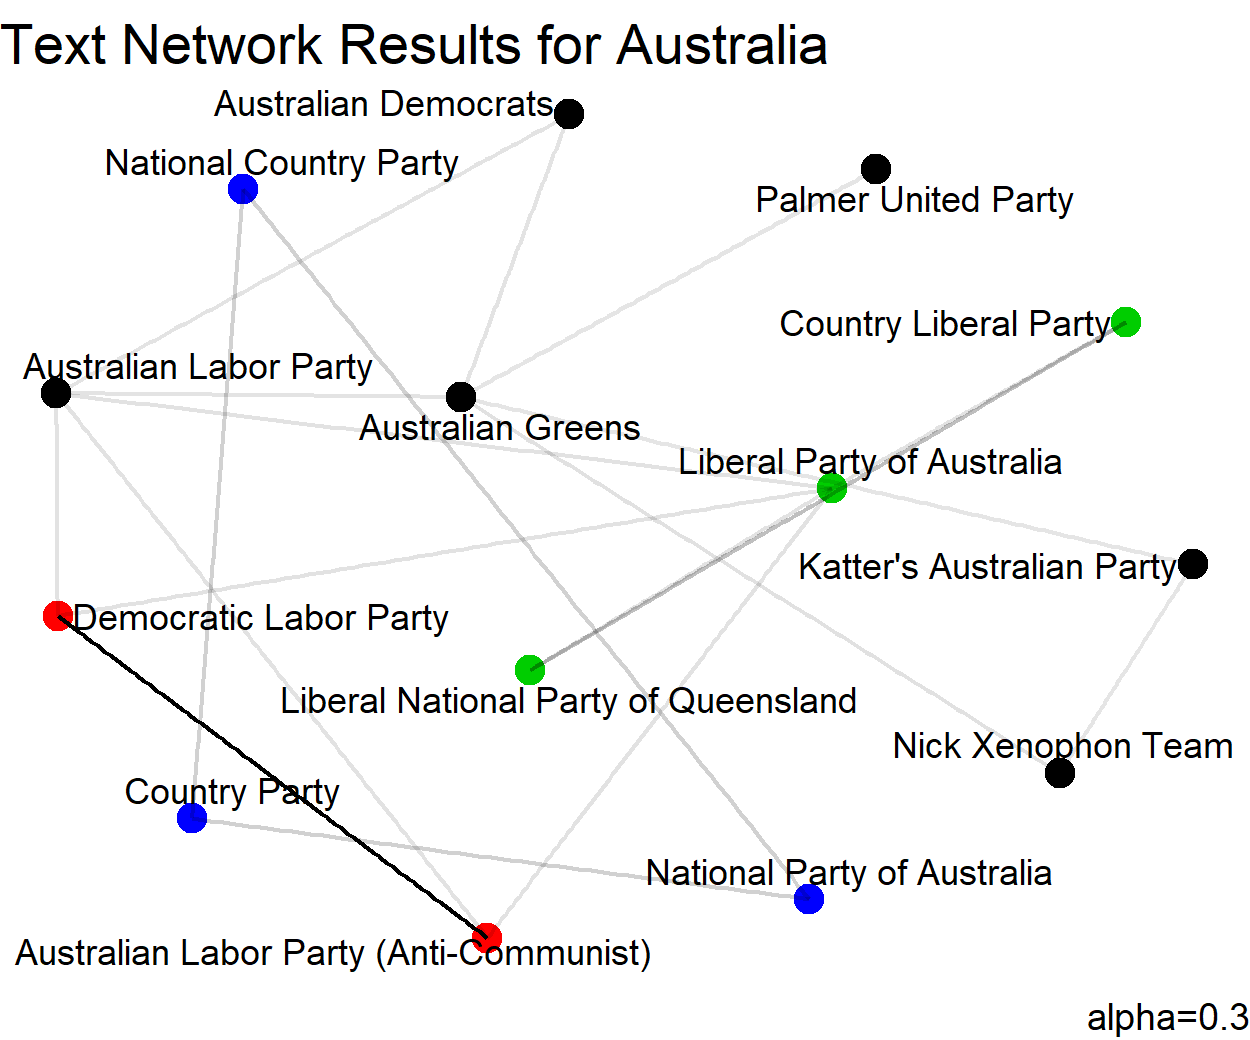 Text Network Results for Australia
Australian Democrats
National Country Party
Palmer United Party
Country Liberal Party
Australian Labor Party
Australian Greens
Liberal Party of Australia
Katter's Australian Party
Democratic Labor Party
Liberal National Party of Queensland
Nick Xenophon Team
Country Party
National Party of Australia
Australian Labor Party (Anti-Communist)
alpha=0.3